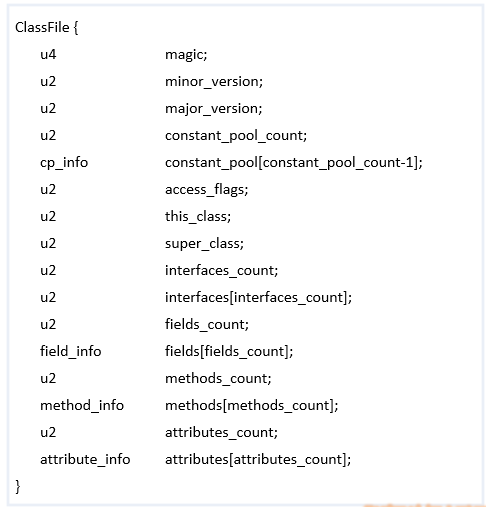 ClassFile {
u4 magic;
u2 minor_version;
u2 major_version;
u2 constant_pool_count;
cp_info constant_pool[constant_pool_count-1];
u2 access_flags;
u2 this_class;
u2 super_class;
u2 interfaces_count;
u2 interfaces[interfaces_count];
u2 fields_count;
field_info fields[fields_count];
u2 methods_count;
method_info methods[methods_count];
u2 attributes_count;
attribute_info attributes[attributes_count];
}